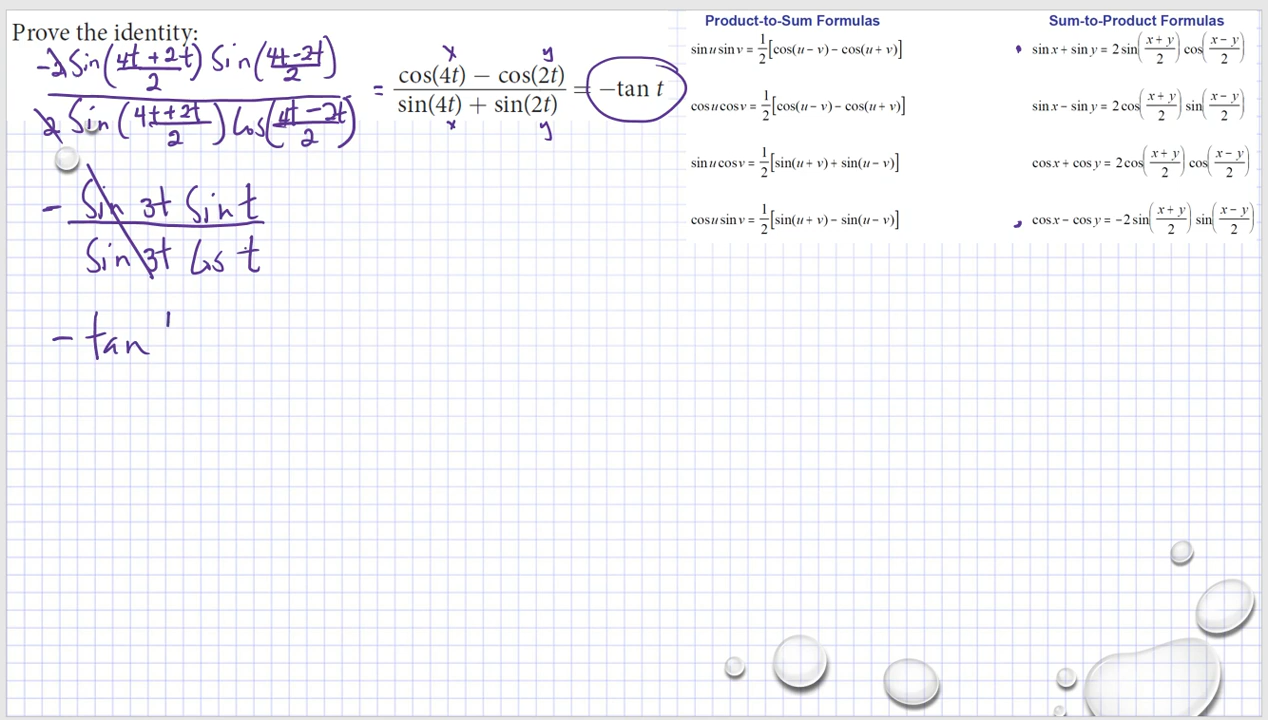 Prove the identity:
-2 Sin(4t+2t/2) Sin(4t-2t/2)
2 Sin(4t+2t/2) Cos(4t-2t/2)
x y
= cos(4t) − cos(2t) / sin(4t) + sin(2t) = −tan t
x y
- Sin 3t Sin t
Sin 3t Cos t
- tan
Product-to-Sum Formulas
sin u sin v = 1/2[cos(u − v) − cos(u + v)]
cos u cos v = 1/2[cos(u − v) − cos(u + v)]
sin u cos v = 1/2[sin(u + v) + sin(u − v)]
cos u sin v = 1/2[sin(u + v) − sin(u − v)]
Sum-to-Product Formulas
sin x + sin y = 2 sin(x + y/2) cos(x − y/2)
sin x − sin y = 2 cos(x + y/2) sin(x − y/2)
cos x + cos y = 2 cos(x + y/2) cos(x − y/2)
cos x − cos y = −2 sin(x + y/2) sin(x − y/2)